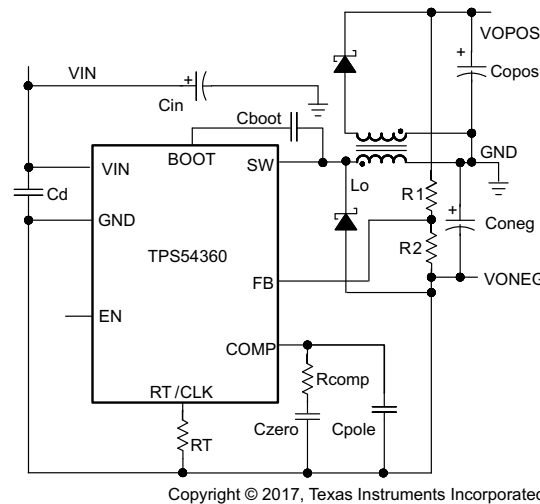 VOPOS
VIN
Copos
Cin
Cboot
GND
BOOT
VIN
SW
Lo
R1
Cd
GND
Coneg
TPS54360
R2
FB
VONEG
EN
COMP
Rcomp
RT/CLK
Czero
Cpole
RT
Copyright © 2017, Texas Instruments Incorporated